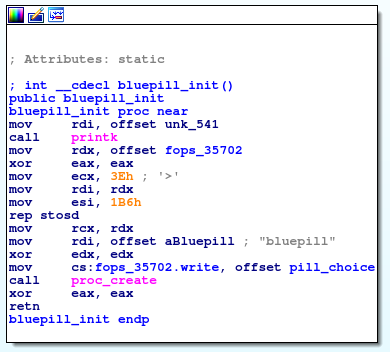 ; Attributes: static
; int __cdecl bluepill_init()
public bluepill_init
bluepill_init proc near
mov rdi, offset unk_541
call printk
mov rdx, offset fops_35702
xor eax, eax
mov ecx, 3Eh ; '>'
mov rdi, rdx
mov esi, 1B6h
rep stosd
mov rcx, rdx
mov rdi, offset aBluepill ; "bluepill"
xor edx, edx
mov cs:fops_35702.write, offset pill_choice
call proc_create
xor eax, eax
retn
bluepill_init endp